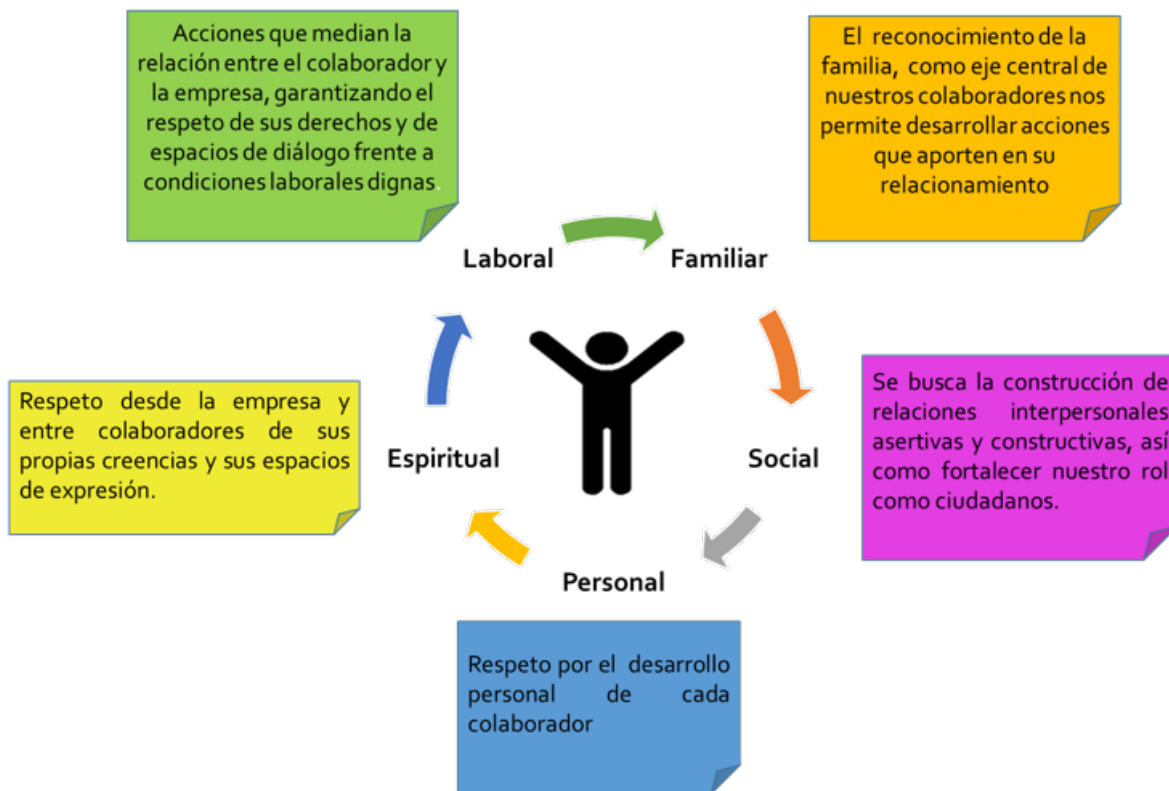 Acciones que median la
relación entre el colaborador y
la empresa, garantizando el
respeto de sus derechos y de
espacios de diálogo frente a
condiciones laborales dignas.
El reconocimiento de la
familia, como eje central de
nuestros colaboradores nos
permite desarrollar acciones
que aporten en su
relacionamiento
Laboral
Familiar
Respeto desde la empresa y
entre colaboradores de sus
propias creencias y sus espacios
de expresión.
Espiritual
Social
Se busca la construcción de
relaciones interpersonales
asertivas y constructivas, así
como fortalecer nuestro rol
como ciudadanos.
Personal
Respeto por el desarrollo
personal de cada
colaborador